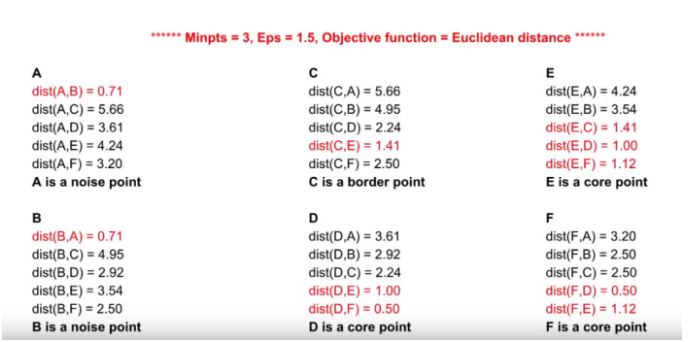 ****** Minpts = 3, Eps = 1.5, Objective function = Euclidean distance ******
A
dist(A,B) = 0.71
dist(A,C) = 5.66
dist(A,D) = 3.61
dist(A,E) = 4.24
dist(A,F) = 3.20
A is a noise point
C
dist(C,A) = 5.66
dist(C,B) = 4.95
dist(C,D) = 2.24
dist(C,E) = 1.41
dist(C,F) = 2.50
C is a border point
E
dist(E,A) = 4.24
dist(E,B) = 3.54
dist(E,C) = 1.41
dist(E,D) = 1.00
dist(E,F) = 1.12
E is a core point
B
dist(B,A) = 0.71
dist(B,C) = 4.95
dist(B,D) = 2.92
dist(B,E) = 3.54
dist(B,F) = 2.50
B is a noise point
D
dist(D,A) = 3.61
dist(D,B) = 2.92
dist(D,C) = 2.24
dist(D,E) = 1.00
dist(D,F) = 0.50
D is a core point
F
dist(F,A) = 3.20
dist(F,B) = 2.50
dist(F,C) = 2.50
dist(F,D) = 0.50
dist(F,E) = 1.12
F is a core point